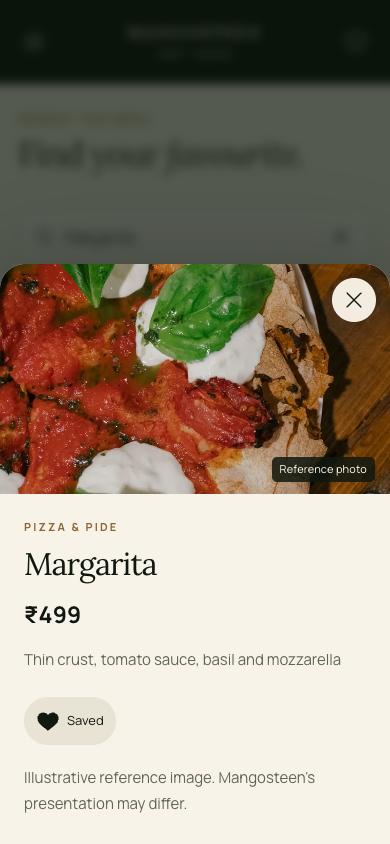 Find your favourite.
Reference photo
PIZZA & PIDE
Margarita
₹499
Thin crust, tomato sauce, basil and mozzarella
Saved
Illustrative reference image. Mangosteen's
presentation may differ.